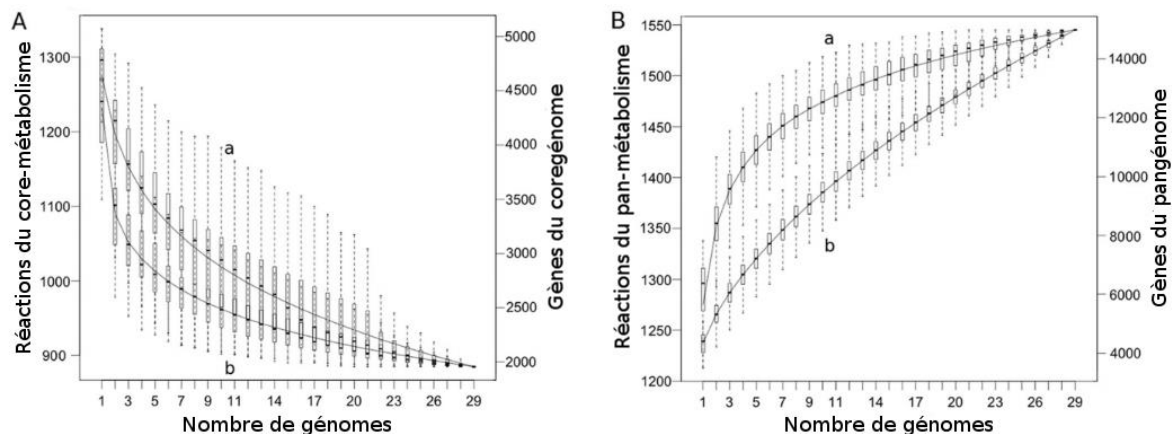 A
Réactions du core-métabolisme
1300
1200
1100
1000
900
a
b
5000
4500
4000
3500
3000
2500
2000
Gènes du coregénome
1 3 5 7 9 11 14 17 20 23 26 29
Nombre de génomes
B
Réactions du pan-métabolisme
1550
1500
1450
1400
1350
1300
1250
1200
a
b
14000
12000
10000
8000
6000
4000
Gènes du pangénome
1 3 5 7 9 11 14 17 20 23 26 29
Nombre de génomes